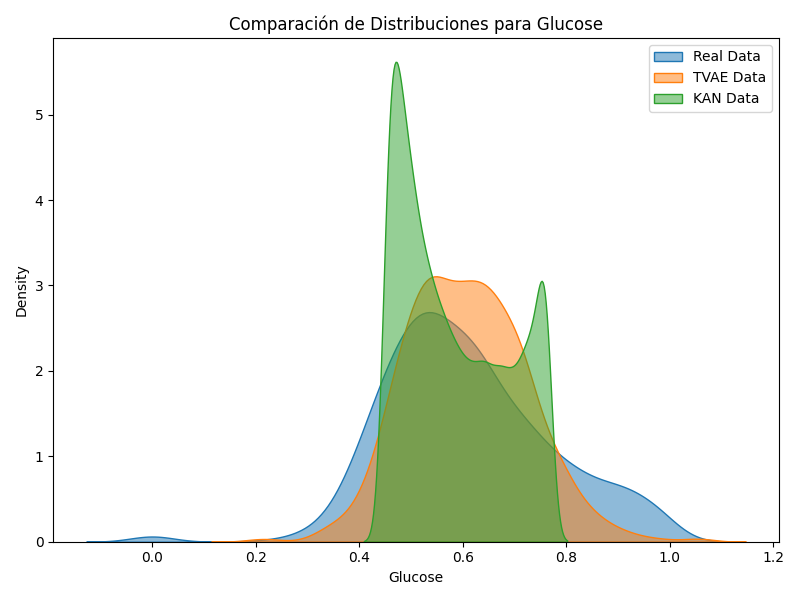 Comparación de Distribuciones para Glucose
Real Data
TVAE Data
KAN Data
Density
5
4
3
2
1
0
0.0 0.2 0.4 0.6 0.8 1.0 1.2
Glucose